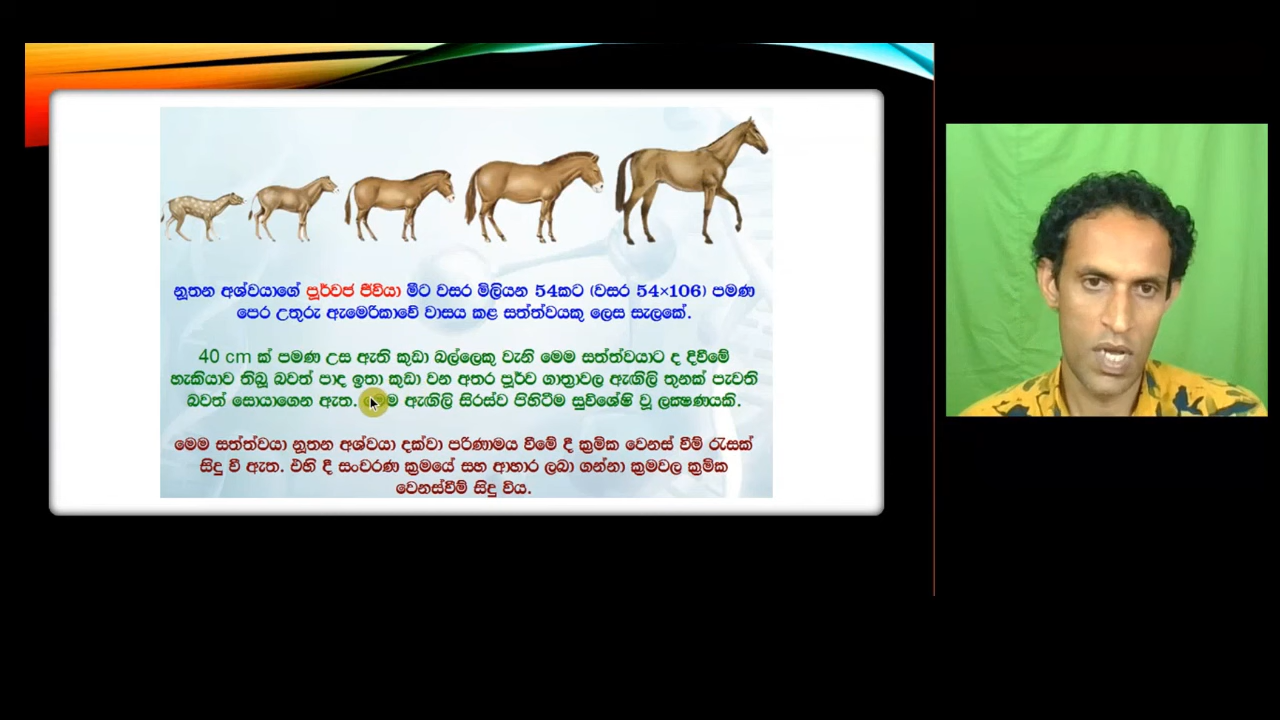 නූතන අශ්වයාගේ පූර්වජ ජීවියා මීට වසර මිලියන 54කට (වසර 54×106) පමණ
පෙර උතුරු ඇමෙරිකාවේ වාසය කළ සත්ත්වයකු ලෙස සැලකේ.
40 cm ක් පමණ උස ඇති කුඩා බල්ලෙකු වැනි මෙම සත්ත්වයාට ද දිවීමේ
හැකියාව තිබූ බවත් පාද ඉතා කුඩා වන අතර පූර්ව ගාත්‍රාවල ඇඟිලි තුනක් පැවති
බවත් සොයාගෙන ඇත. මෙම ඇඟිලි සිරස්ව පිහිටීම සුවිශේෂි වූ ලක්ෂණයකි.
මෙම සත්ත්වයා නූතන අශ්වයා දක්වා පරිණාමය වීමේ දී ක්‍රමික වෙනස් වීම් රැසක්
සිදු වී ඇත. එහි දී සංචරණ ක්‍රමයේ සහ ආහාර ලබා ගන්නා ක්‍රමවල ක්‍රමික
වෙනස්වීම් සිදු විය.